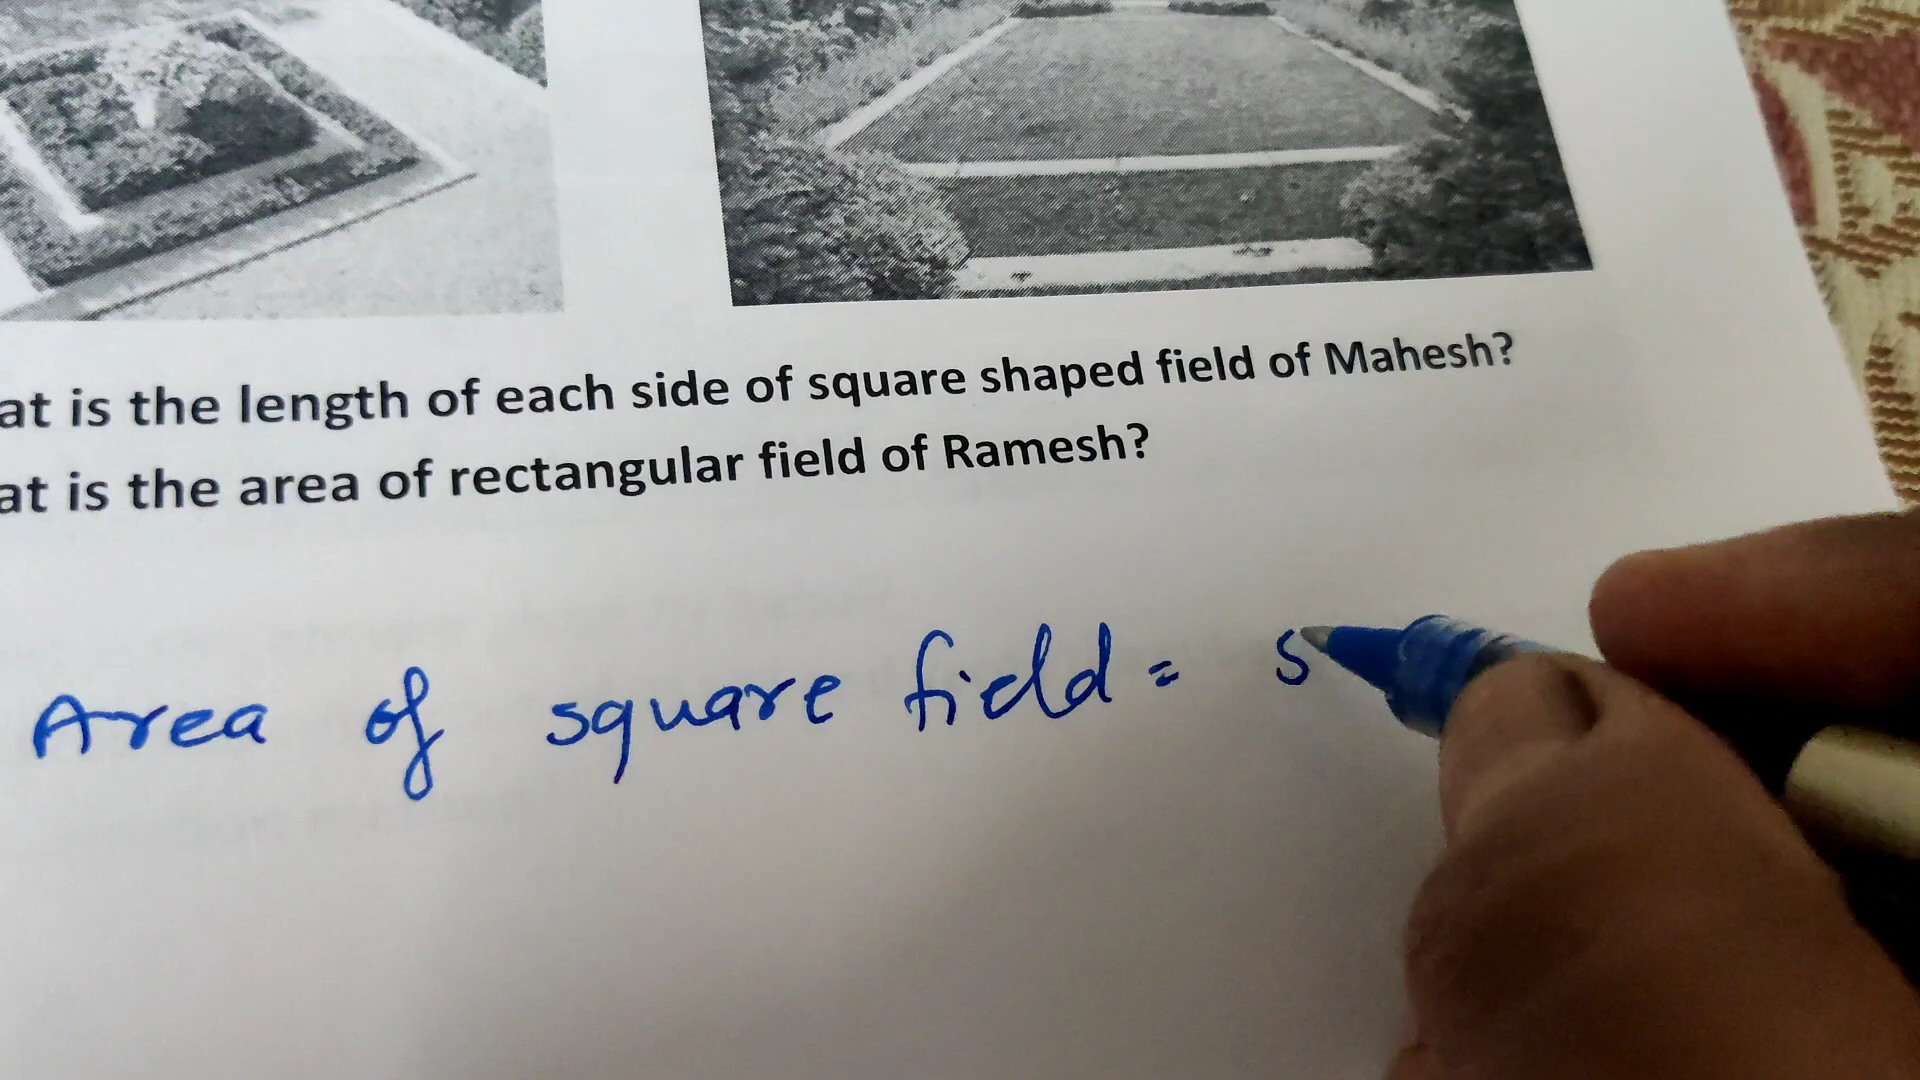 at is the length of each side of square shaped field of Mahesh?
at is the area of rectangular field of Ramesh?
Area of square field = S